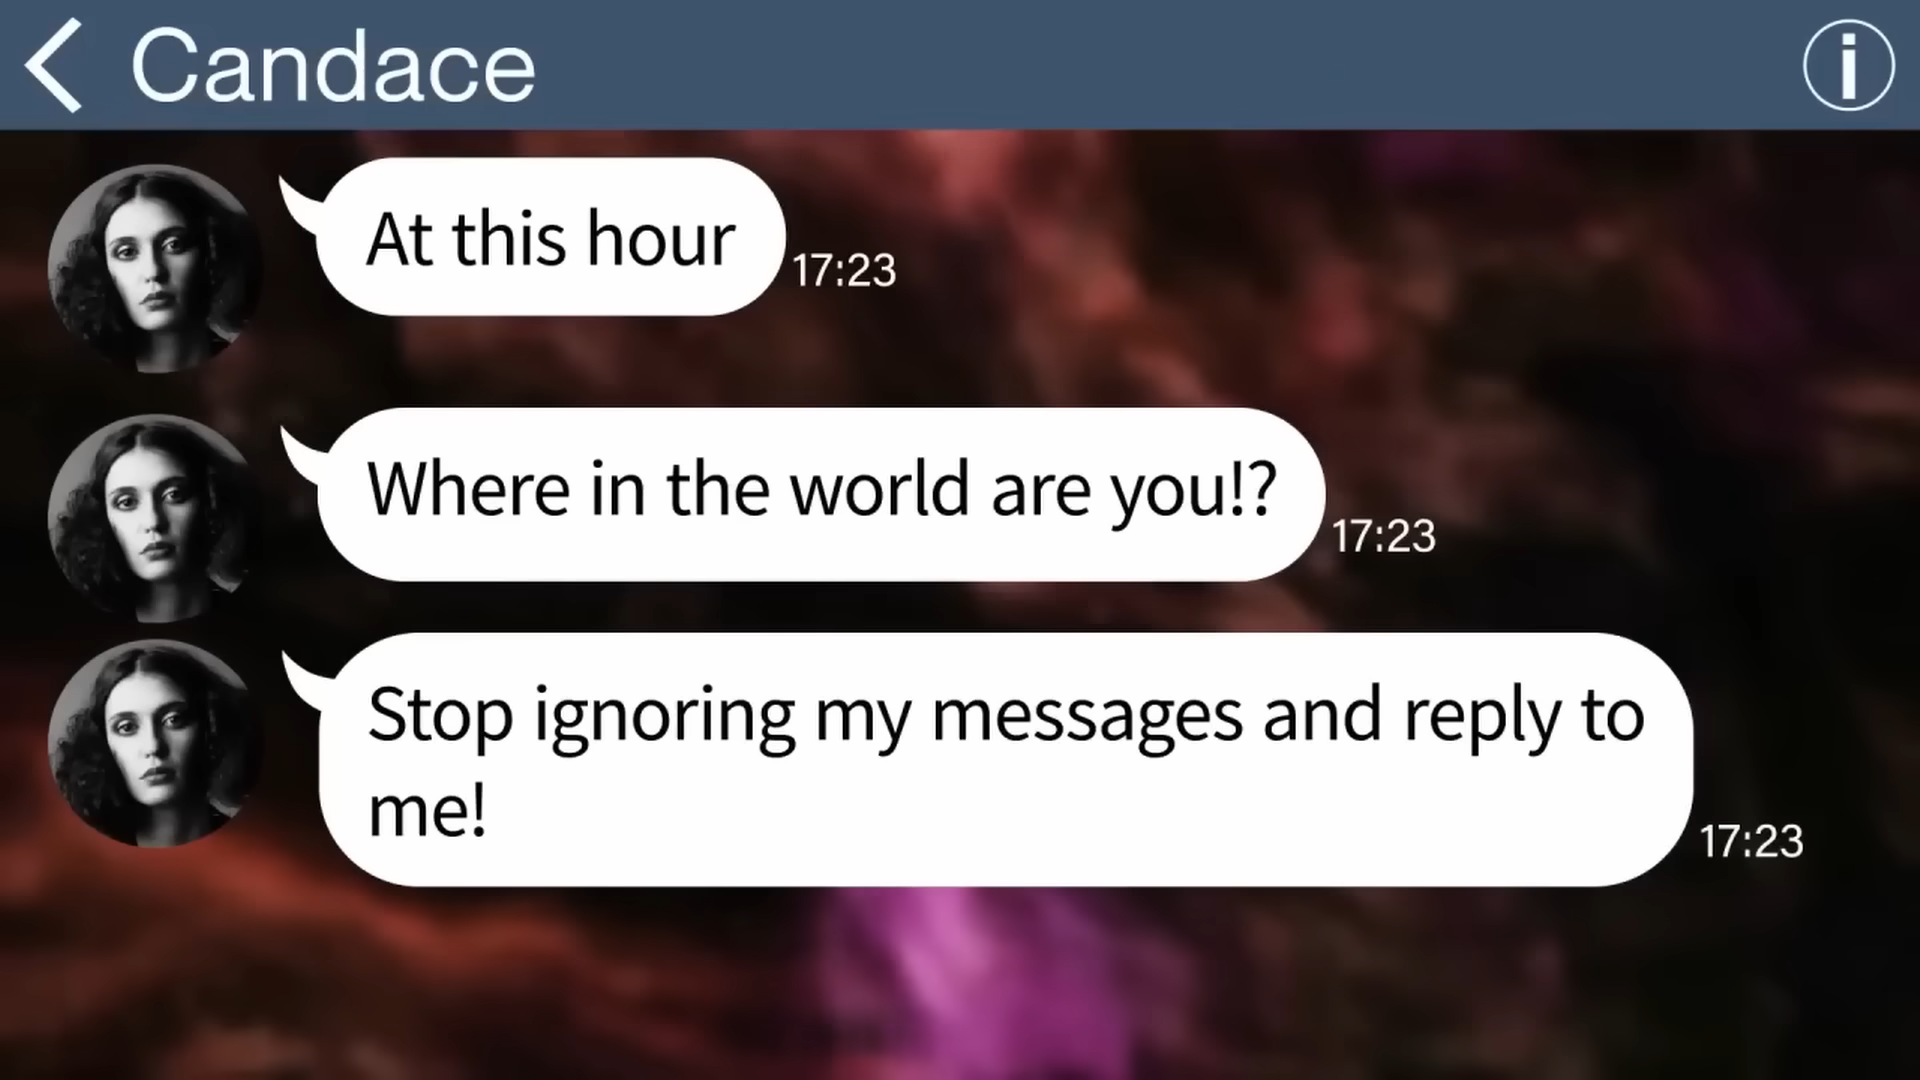 Candace
At this hour
17:23
Where in the world are you!?
17:23
Stop ignoring my messages and reply to
me!
17:23